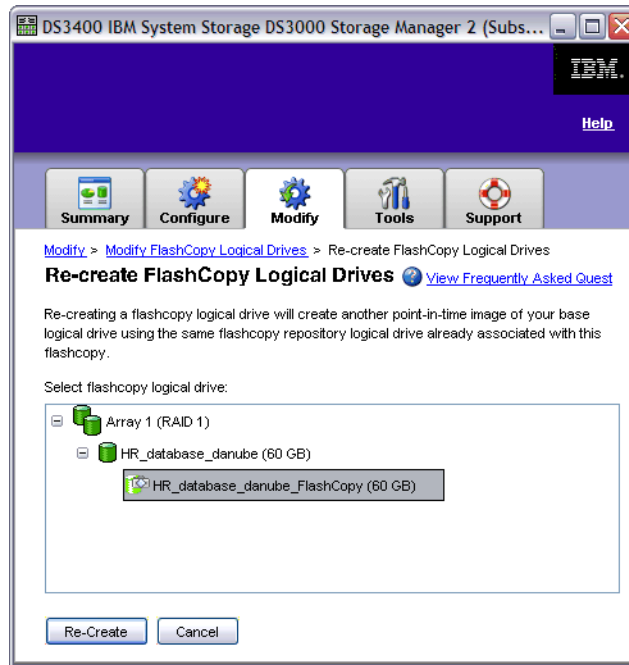 DS3400 IBM System Storage DS3000 Storage Manager 2 (Subs...
IBM.
Help
Summary
Configure
Modify
Tools
Support
Modify > Modify FlashCopy Logical Drives > Re-create FlashCopy Logical Drives
Re-create FlashCopy Logical Drives ? View Frequently Asked Quest
Re-creating a flashcopy logical drive will create another point-in-time image of your base
logical drive using the same flashcopy repository logical drive already associated with this
flashcopy.
Select flashcopy logical drive:
Array 1 (RAID 1)
HR_database_danube (60 GB)
HR_database_danube_FlashCopy (60 GB)
Re-Create
Cancel